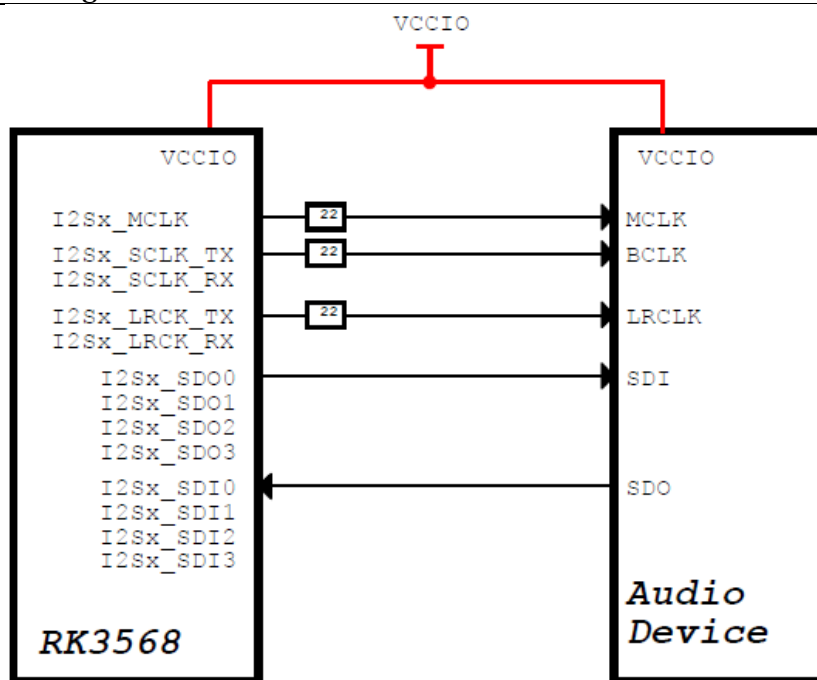 VCCIO
VCCIO
VCCIO
I2Sx_MCLK
22
MCLK
I2Sx_SCLK_TX
22
BCLK
I2Sx_SCLK_RX
I2Sx_LRCK_TX
22
LRCLK
I2Sx_LRCK_RX
I2Sx_SDO0
SDI
I2Sx_SDO1
I2Sx_SDO2
I2Sx_SDO3
I2Sx_SDI0
SDO
I2Sx_SDI1
I2Sx_SDI2
I2Sx_SDI3
RK3568
Audio
Device